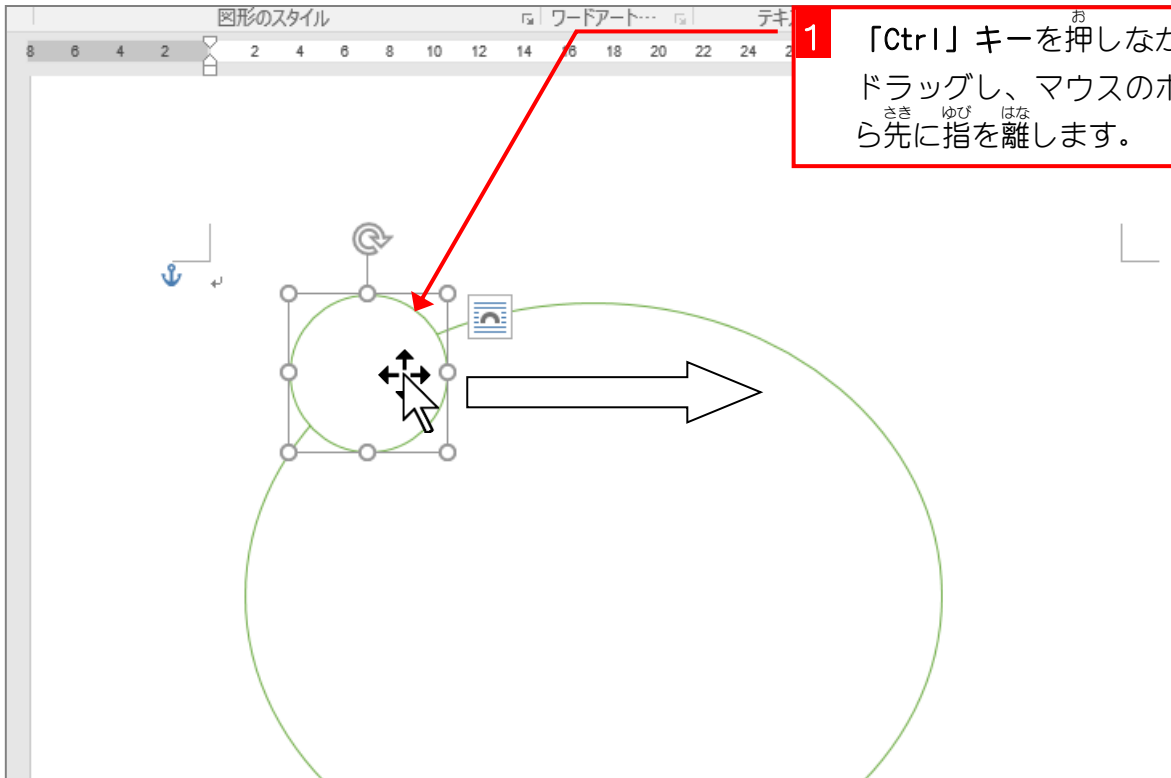 図形のスタイル ワードアート… テキ
8 6 4 2 2 4 6 8 10 12 14 16 18 20 22 24 2
1
お
「Ctrl」キーを押しなが
ドラッグし、マウスのボ
さき ゆび はな
ら先に指を離します。